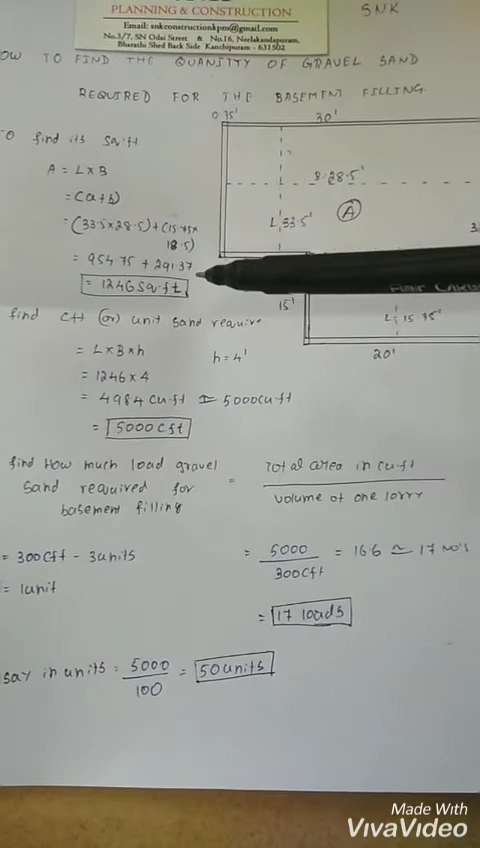 PLANNING & CONSTRUCTION
SNK
Email: snkconstructionkpm@gmail.com
No.3/7, SN Odai Street & No.16, Neelakandapuram,
Bharathi Shed Back Side Kanchipuram - 631502
OW TO FIND THE QUANTITY OF GRAVEL SAND
REQUIRED FOR THE BASEMENT FILLING
0.75'
30'
O find its Sq.ft
A = L×B
= (a+b)
= (33.5×28.5)+(15.75×
18.5)
= 954.75 + 291.37
= 1246 sq.ft
B: 28.5'
L: 33.5'
A
15'
L: 15.75'
20'
find cft (or) unit sand require
= L×B×h
h = 4'
= 1246 × 4
= 4984 cu.ft ≃ 5000 cu.ft
= 5000 cft
find How much load gravel
sand required for
basement filling
= Total area in cu.ft
volume of one lorry
= 300 cft - 3 units
= 1 unit
= 5000
300 cft
= 16.6 ≃ 17 NO's
= 17 loads
say in units = 5000
100
= 50 units
Made With
VivaVideo